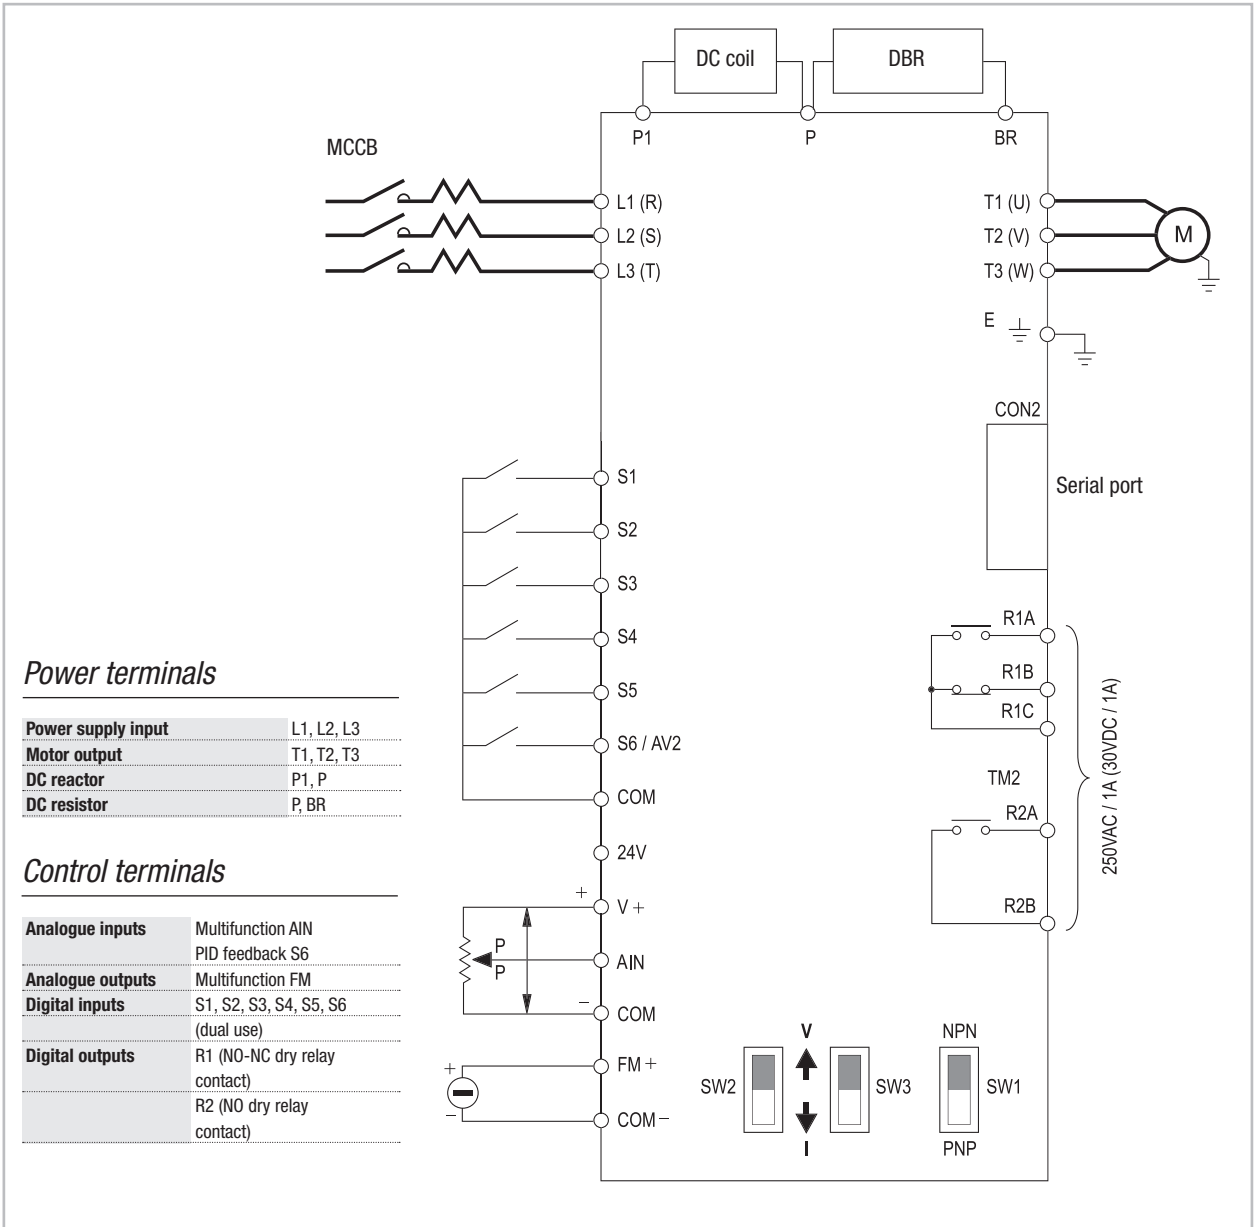 DC coil
DBR
P1
P
BR
MCCB
L1 (R)
L2 (S)
L3 (T)
T1 (U)
T2 (V)
T3 (W)
M
E
CON2
Serial port
S1
S2
S3
S4
S5
S6 / AV2
COM
24V
+
V +
P
P
AIN
−
COM
+
FM +
−
COM −
R1A
R1B
R1C
TM2
R2A
R2B
250VAC / 1A (30VDC / 1A)
V
I
SW2
SW3
NPN
SW1
PNP
Power terminals
Power supply input L1, L2, L3
Motor output T1, T2, T3
DC reactor P1, P
DC resistor P, BR
Control terminals
Analogue inputs Multifunction AIN
PID feedback S6
Analogue outputs Multifunction FM
Digital inputs S1, S2, S3, S4, S5, S6
(dual use)
Digital outputs R1 (NO-NC dry relay
contact)
R2 (NO dry relay
contact)